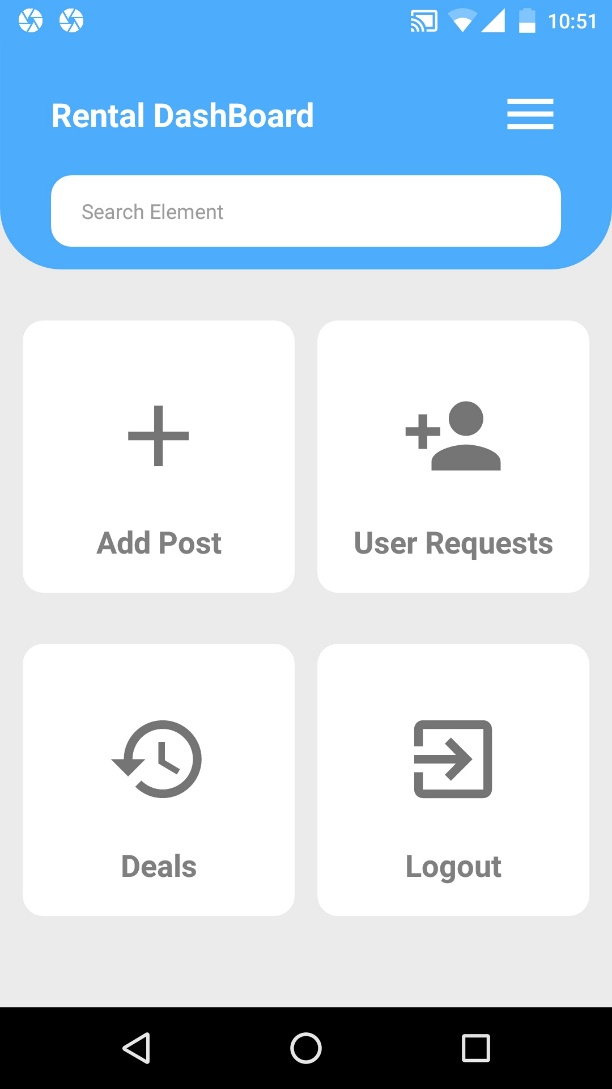 10:51
Rental DashBoard
Search Element
Add Post
User Requests
Deals
Logout